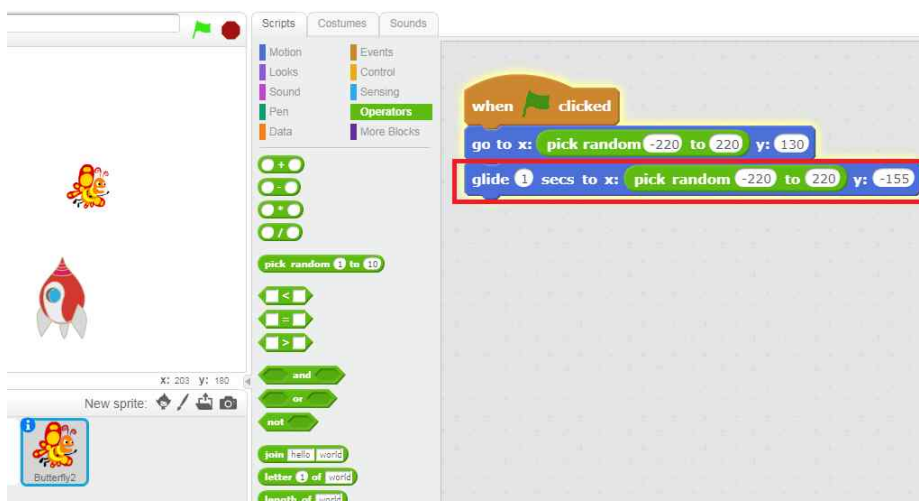 Scripts Costumes Sounds
Motion Events
Looks Control
Sound Sensing
Pen Operators
Data More Blocks
+
-
*
/
pick random 1 to 10
<
=
>
and
or
not
join hello world
letter 1 of world
length of world
when clicked
go to x: pick random -220 to 220 y: 130
glide 1 secs to x: pick random -220 to 220 y: -155
x: 203 y: 180
New sprite:
i
Butterfly2